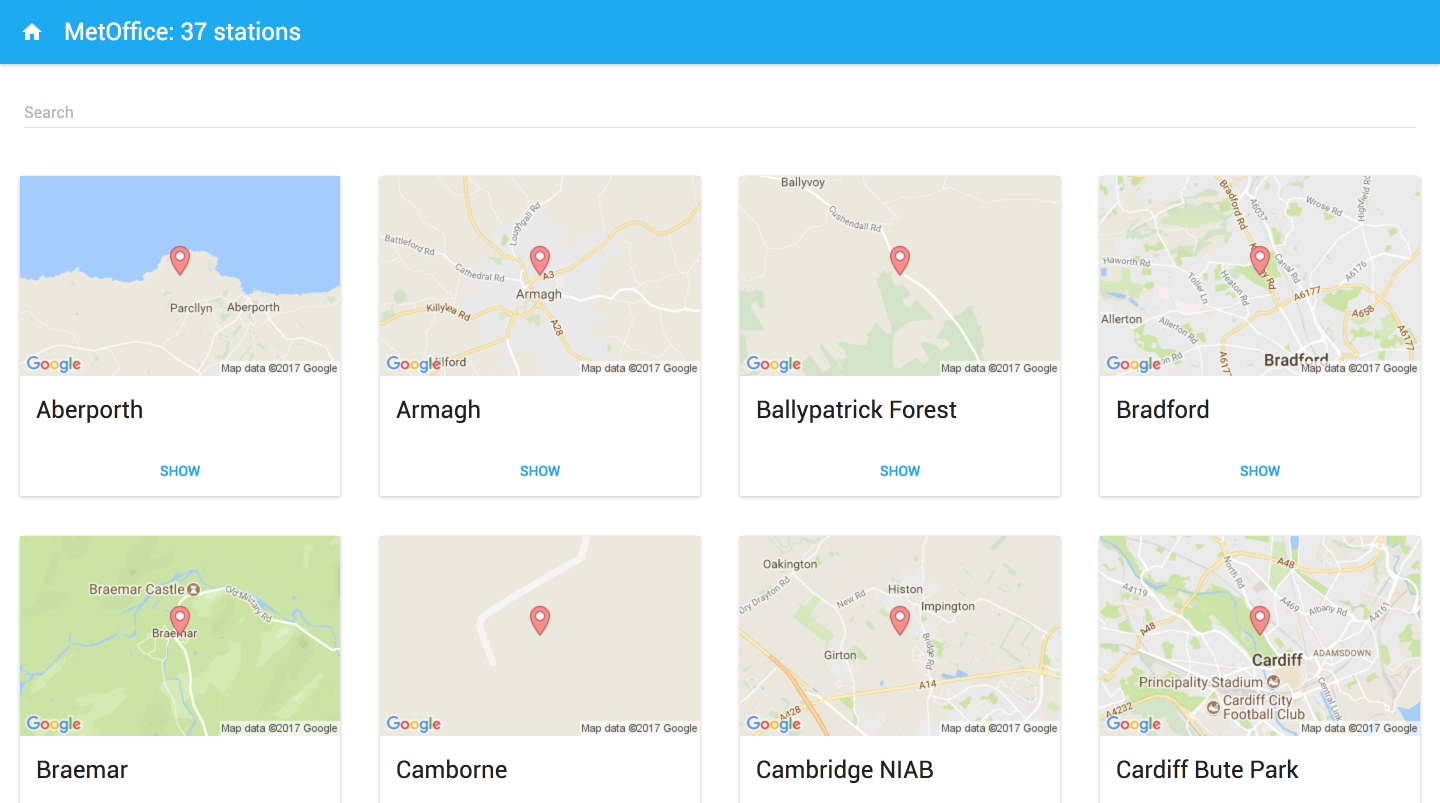 MetOffice: 37 stations
Search
Parcllyn
Aberporth
Google
Map data ©2017 Google
Aberporth
SHOW
Loughgall Rd
Battleford Rd
Cathedral Rd
A3
Armagh
Killylea Rd
A28
Google
Map data ©2017 Google
Armagh
SHOW
Ballyvoy
Cushendall Rd
Google
Map data ©2017 Google
Ballypatrick Forest
SHOW
Bradford Rd
A6037
Wrose Rd
Highfield Rd
Haworth Rd
Canal Rd
A6176
Toller Ln
Heaton Rd
A6177
A658
A6177
Allerton
Allerton Rd
A6177
Bradford
Google
Map data ©2017 Google
Bradford
SHOW
Braemar Castle
Old Military Rd
Braemar
Google
Map data ©2017 Google
Braemar
Google
Map data ©2017 Google
Camborne
Oakington
Histon
Dry Drayton Rd
New Rd
Impington
Girton
Bridge Rd
A14
A428
Google
Map data ©2017 Google
Cambridge NIAB
A48
North Rd
A4119
A469
Albany Rd
A4161
A48
Cardiff
ADAMSDOWN
Principality Stadium
Central Link
Cardiff City
Football Club
A4232
Google
Map data ©2017 Google
Cardiff Bute Park